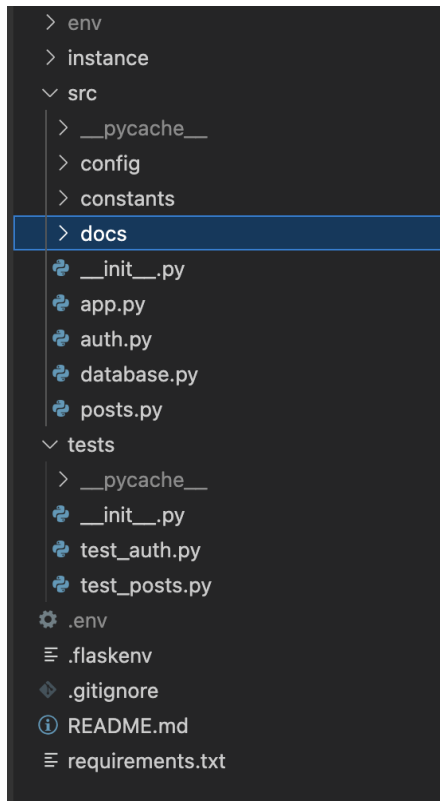 env
instance
src
__pycache__
config
constants
docs
__init__.py
app.py
auth.py
database.py
posts.py
tests
__pycache__
__init__.py
test_auth.py
test_posts.py
.env
.flaskenv
.gitignore
README.md
requirements.txt